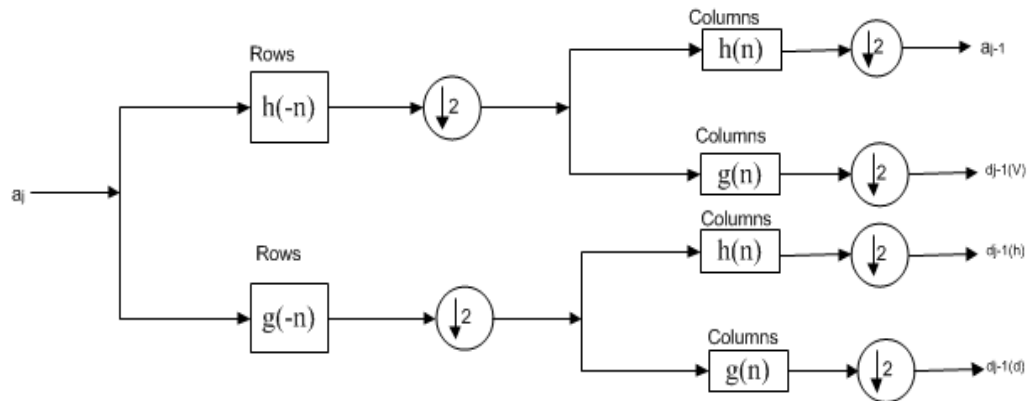 Columns
h(n)
↓2
aj-1
Rows
h(-n)
↓2
Columns
g(n)
↓2
dj-1(V)
aj
Columns
h(n)
↓2
dj-1(h)
Rows
g(-n)
↓2
Columns
g(n)
↓2
dj-1(d)